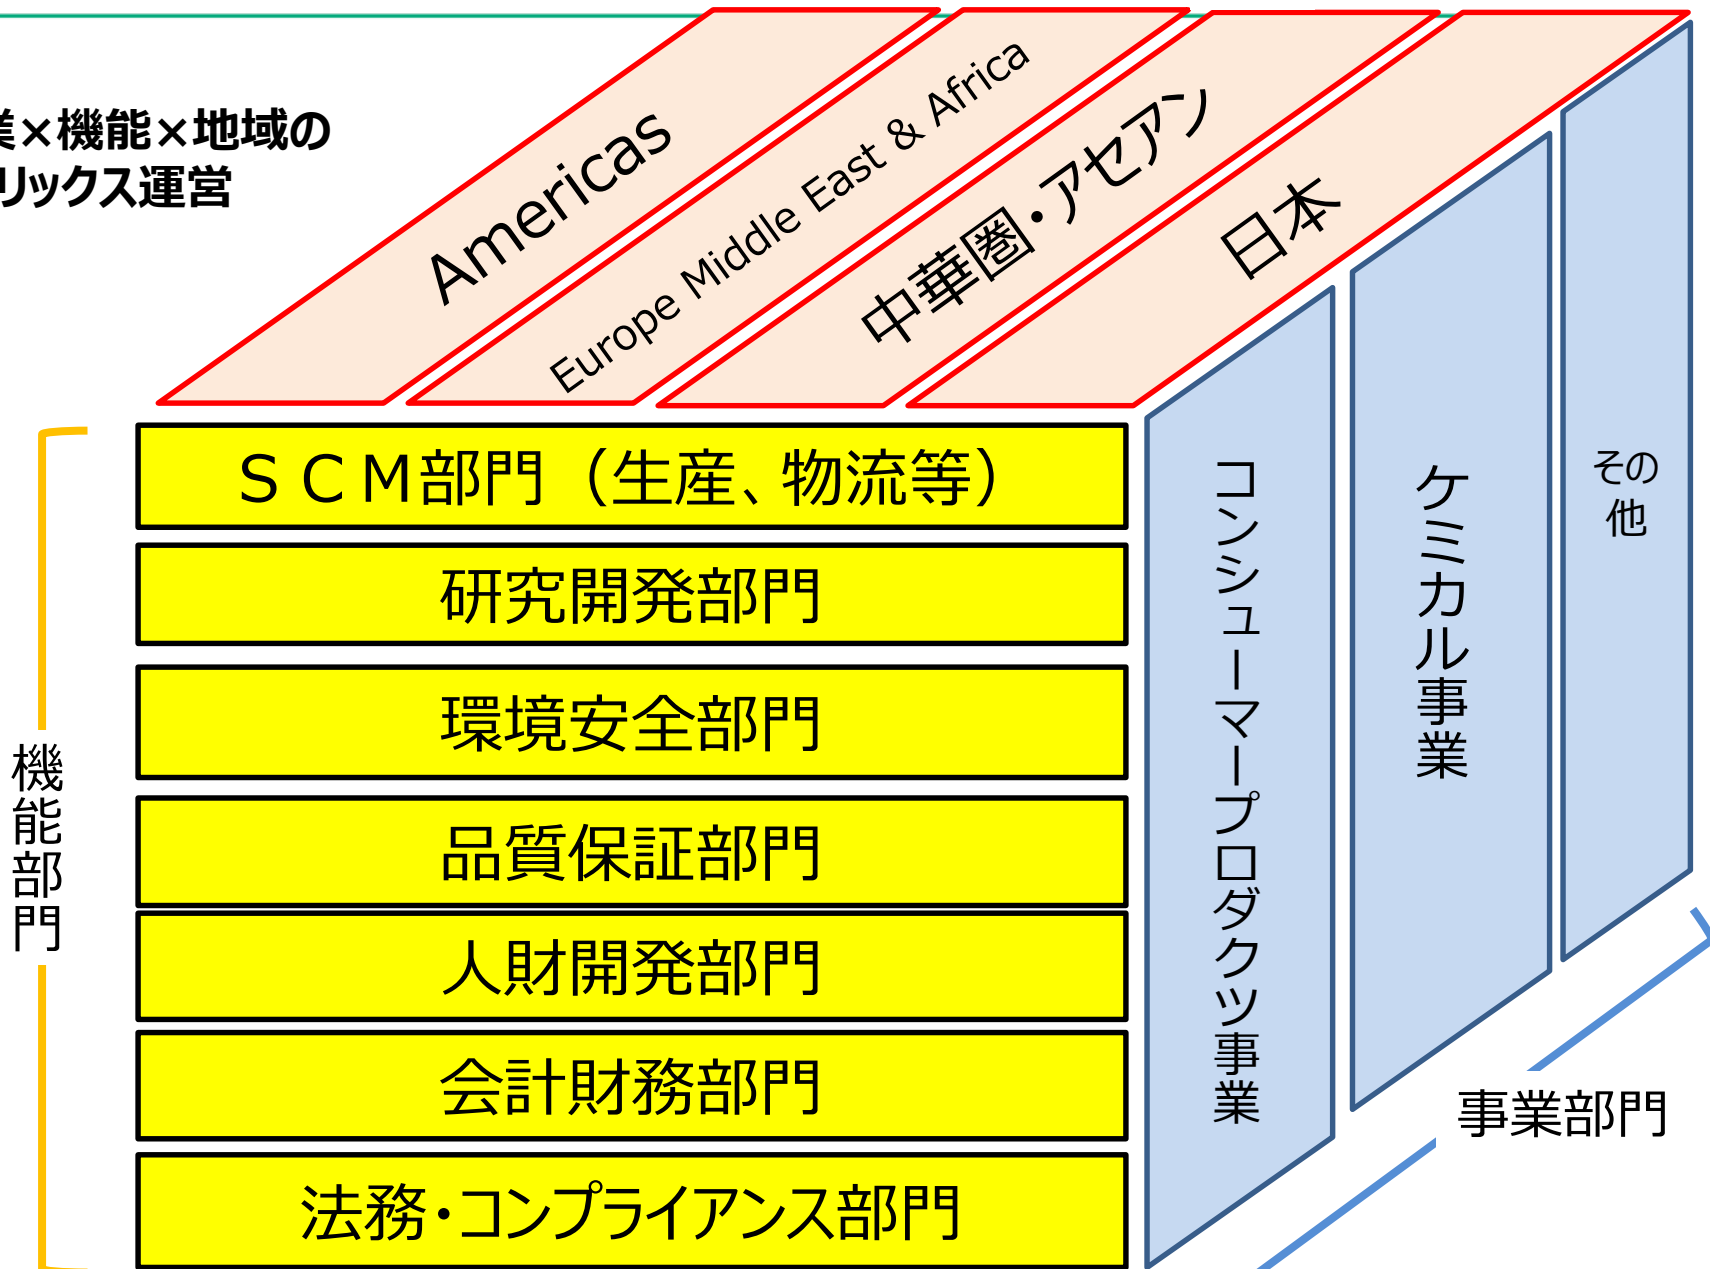 業×機能×地域の
リックス運営
Americas
Europe Middle East & Africa
中華圏・アセアン
日本
ＳＣＭ部門（生産、物流等）
研究開発部門
環境安全部門
品質保証部門
人財開発部門
会計財務部門
法務・コンプライアンス部門
機能部門
コンシューマープロダクツ事業
ケミカル事業
その
他
事業部門